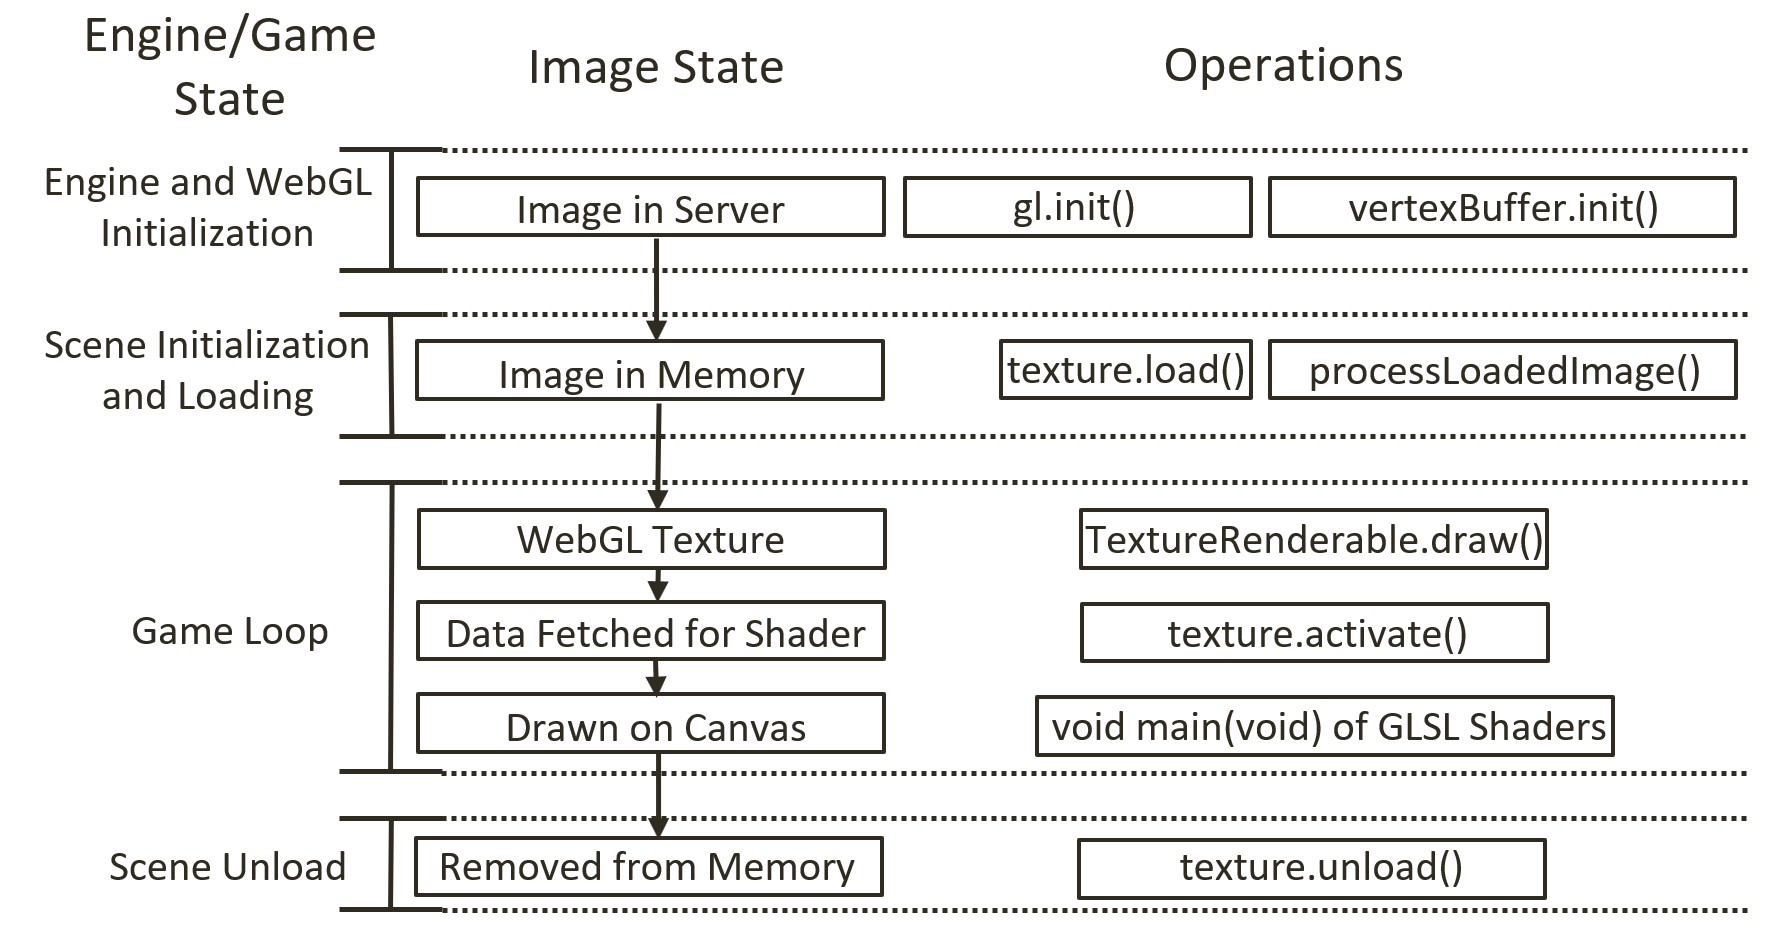 Engine/Game
State
Image State
Operations
Engine and WebGL
Initialization
Image in Server
gl.init()
vertexBuffer.init()
Scene Initialization
and Loading
Image in Memory
texture.load()
processLoadedImage()
Game Loop
WebGL Texture
TextureRenderable.draw()
Data Fetched for Shader
texture.activate()
Drawn on Canvas
void main(void) of GLSL Shaders
Scene Unload
Removed from Memory
texture.unload()